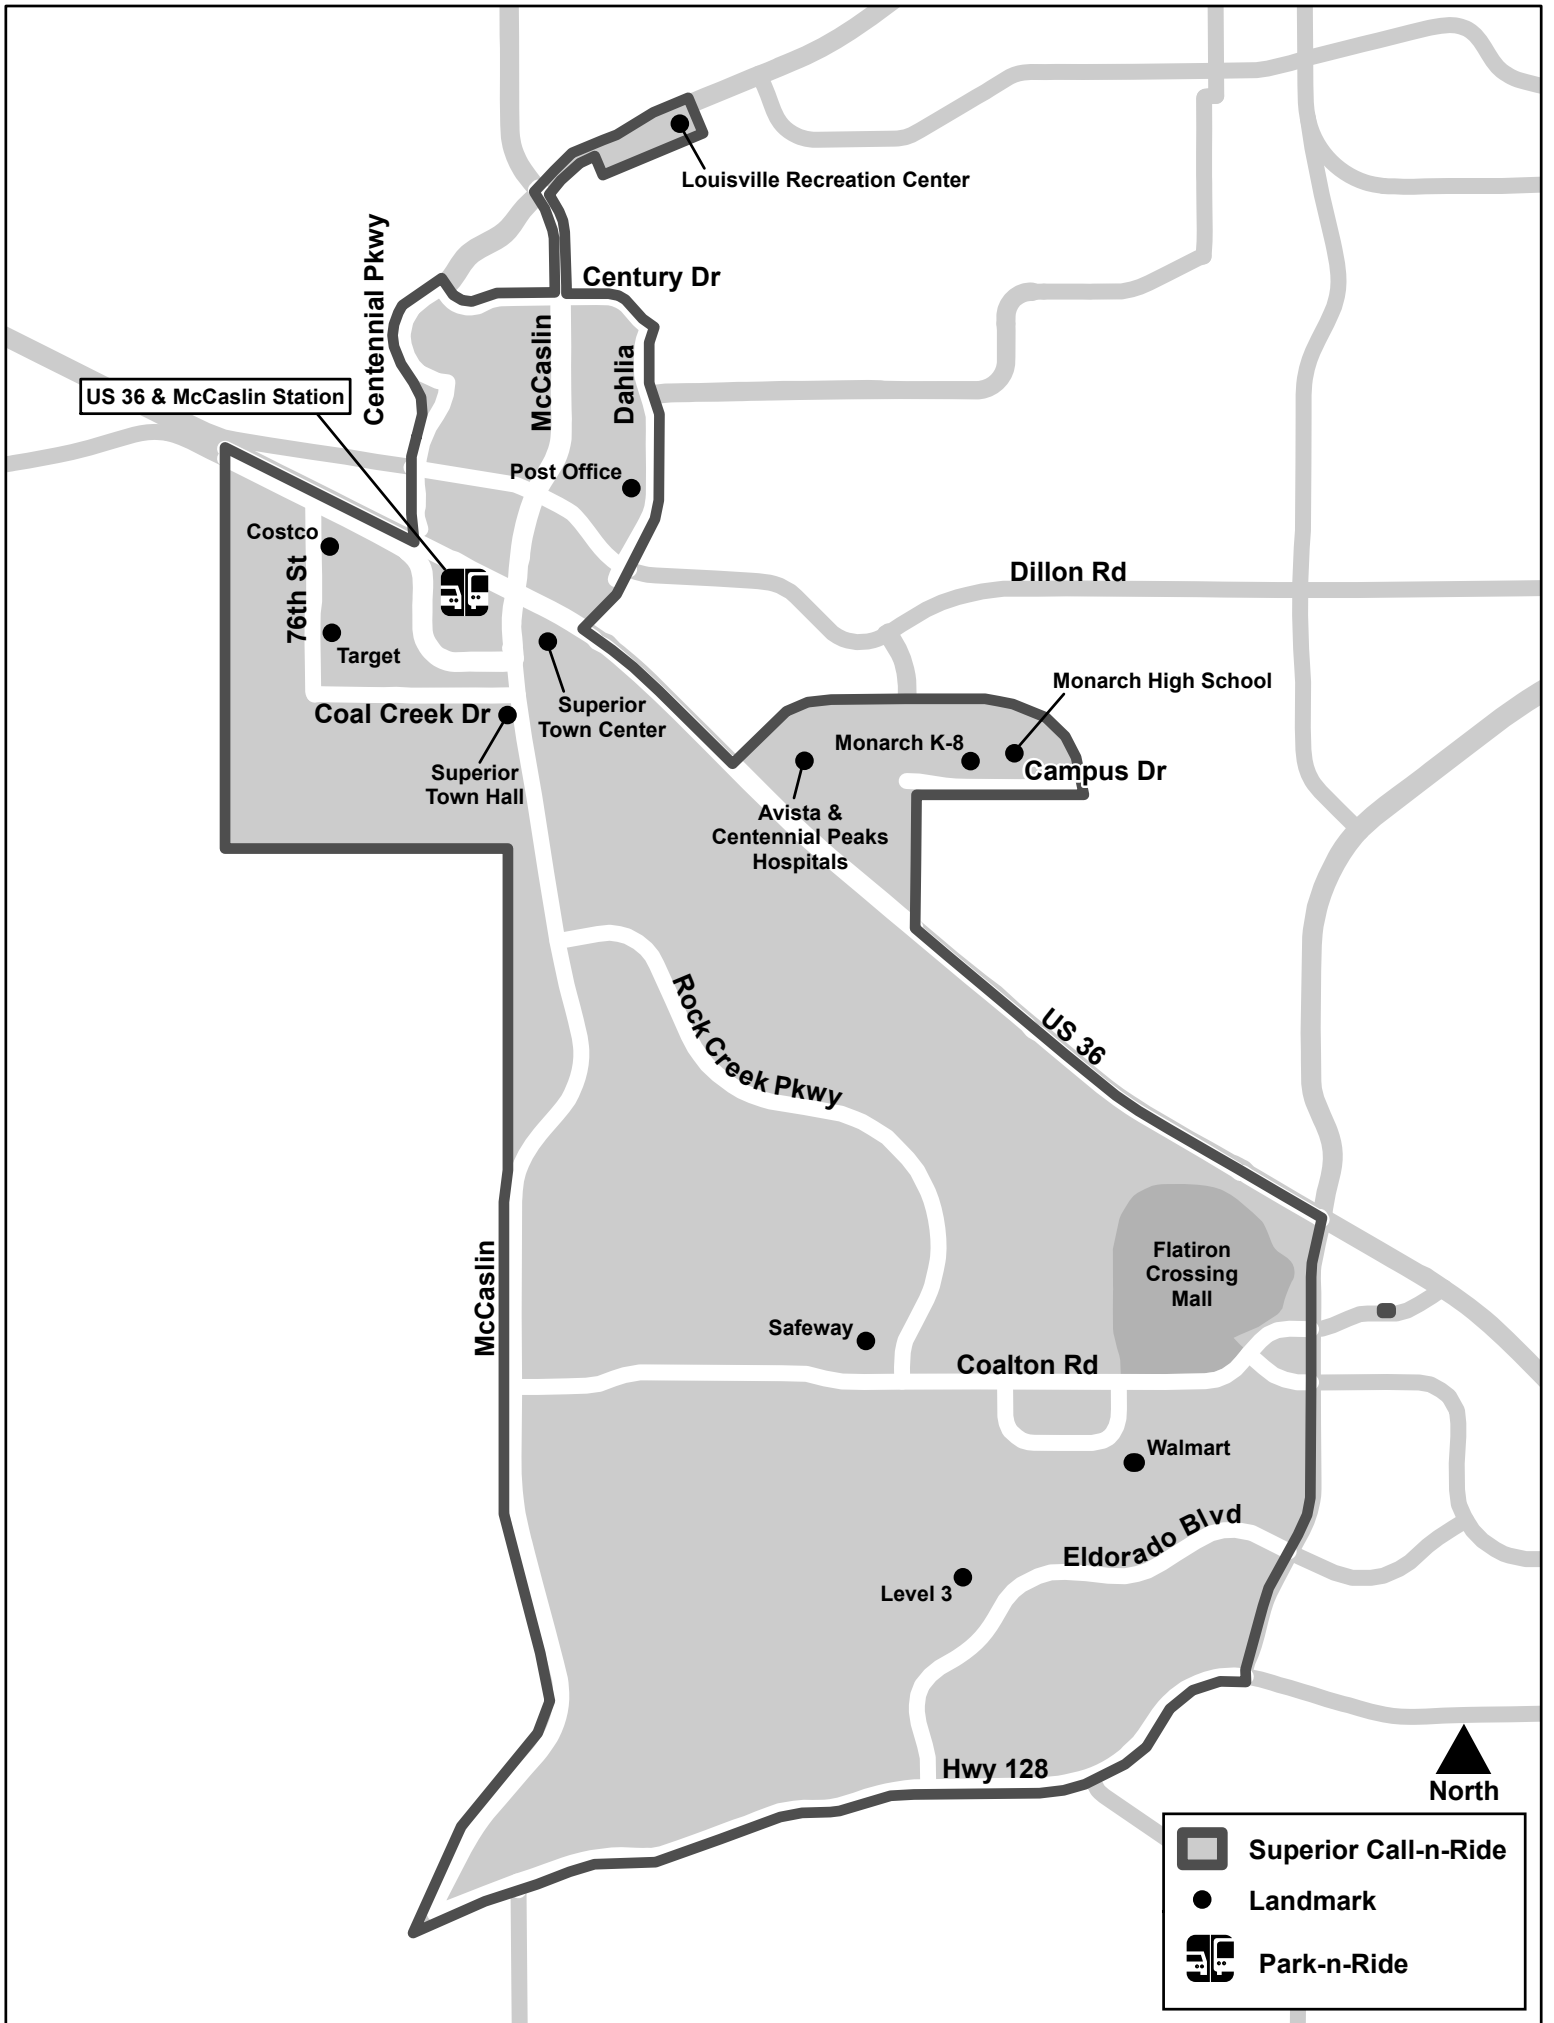 Louisville Recreation Center
Centennial Pkwy
Century Dr
McCaslin
Dahlia
US 36 & McCaslin Station
Post Office
Costco
76th St
Target
Dillon Rd
Coal Creek Dr
Superior
Town Center
Superior
Town Hall
Monarch High School
Monarch K-8
Campus Dr
Avista &
Centennial Peaks
Hospitals
Rock Creek Pkwy
US 36
McCaslin
Flatiron
Crossing
Mall
Safeway
Coalton Rd
Walmart
Eldorado Blvd
Level 3
Hwy 128
North
Superior Call-n-Ride
Landmark
Park-n-Ride